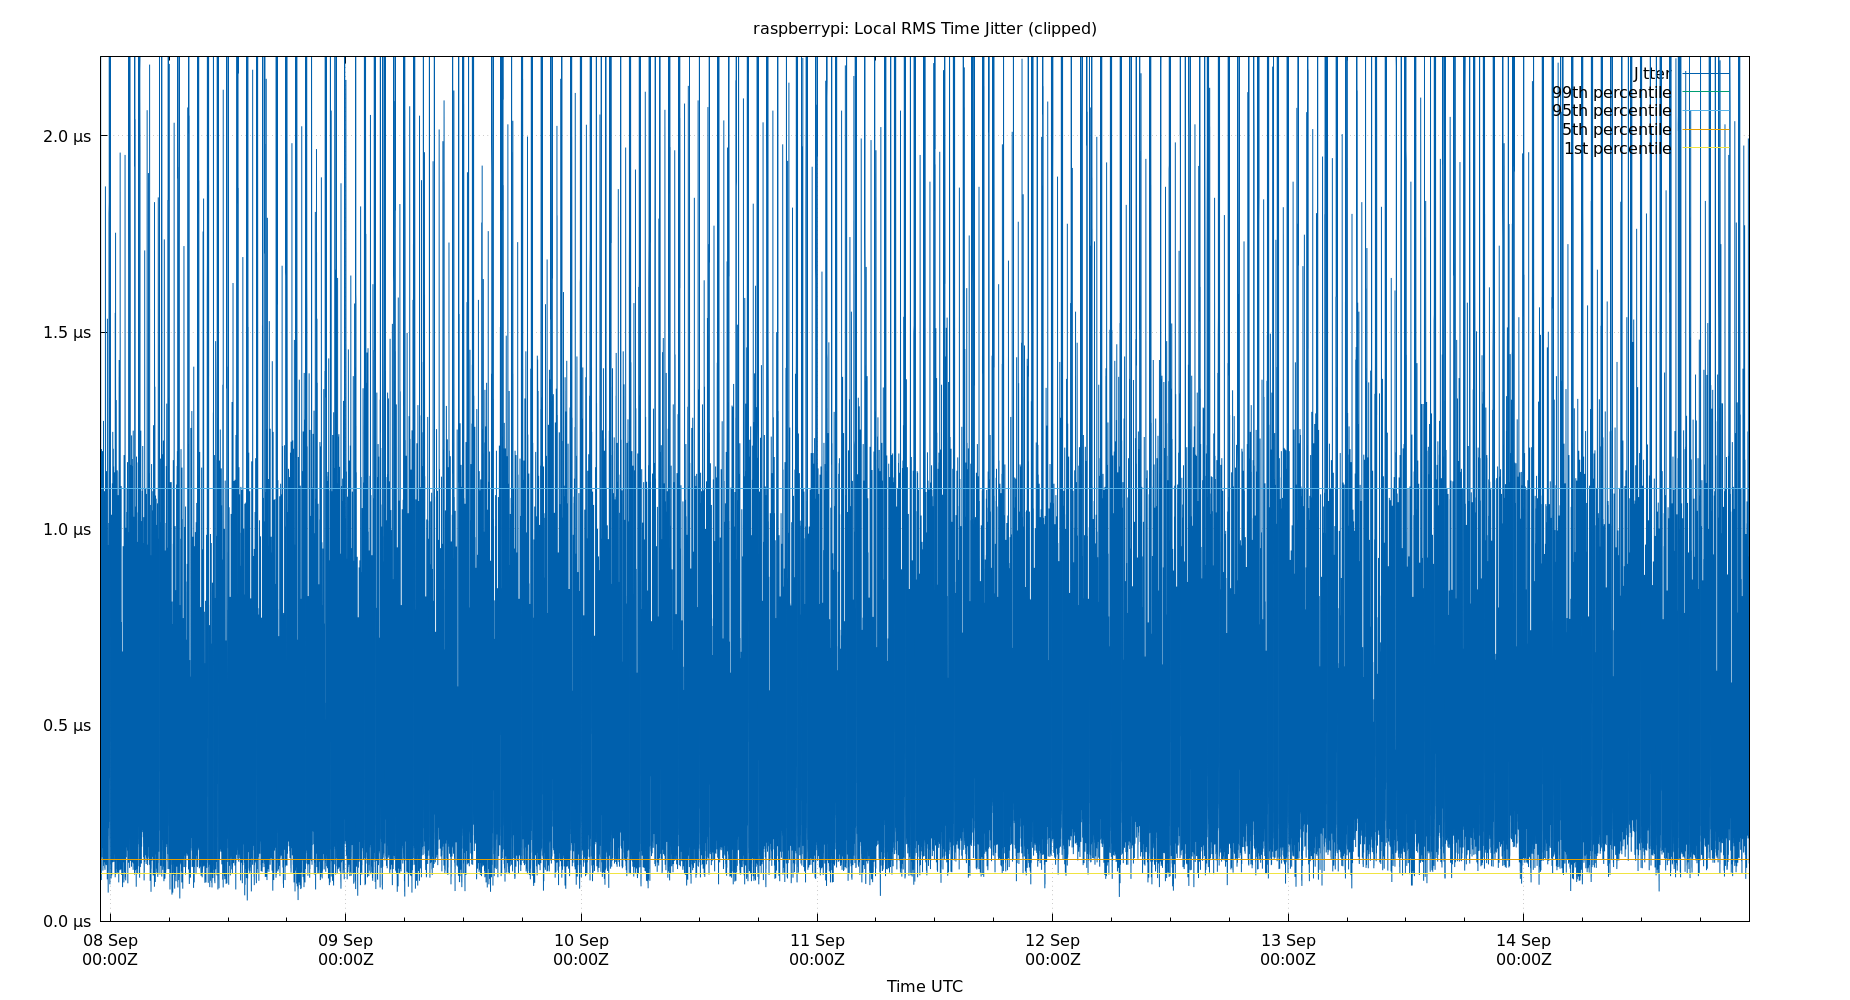 raspberrypi: Local RMS Time Jitter (clipped)
Jitter
99th percentile
95th percentile
5th percentile
1st percentile
2.0 µs
1.5 µs
1.0 µs
0.5 µs
0.0 µs
08 Sep 09 Sep 10 Sep 11 Sep 12 Sep 13 Sep 14 Sep
00:00Z 00:00Z 00:00Z 00:00Z 00:00Z 00:00Z 00:00Z
Time UTC